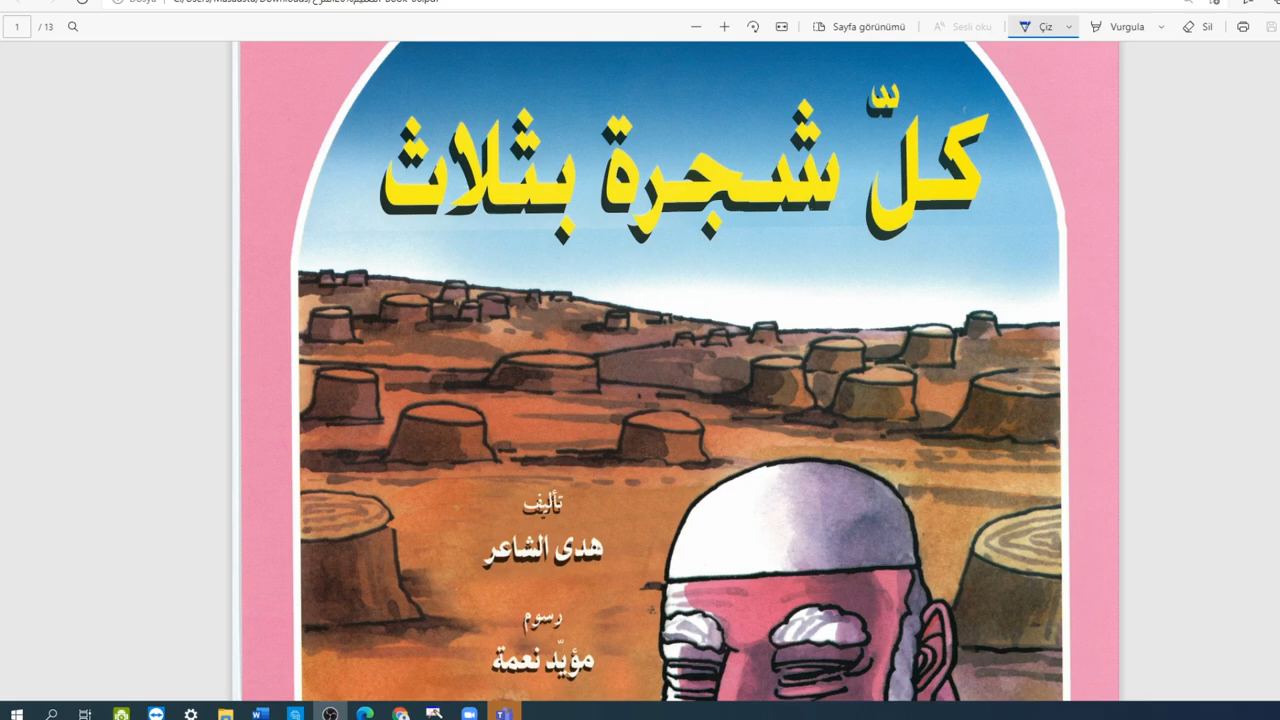 1 / 13
Sayfa görünümü
Sesli oku
Çiz
Vurgula
Sil
كلّ شجرة بثلاث
تأليف
هدى الشاعر
رسوم
مؤيّد نعمة